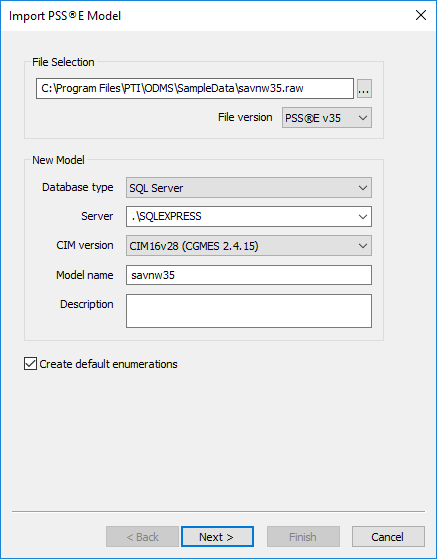 Import PSS®E Model
File Selection
C:\Program Files\PTI\ODMS\SampleData\savnw35.raw
...
File version PSS®E v35
New Model
Database type SQL Server
Server .\SQLEXPRESS
CIM version CIM16v28 (CGMES 2.4.15)
Model name savnw35
Description
Create default enumerations
< Back Next > Finish Cancel